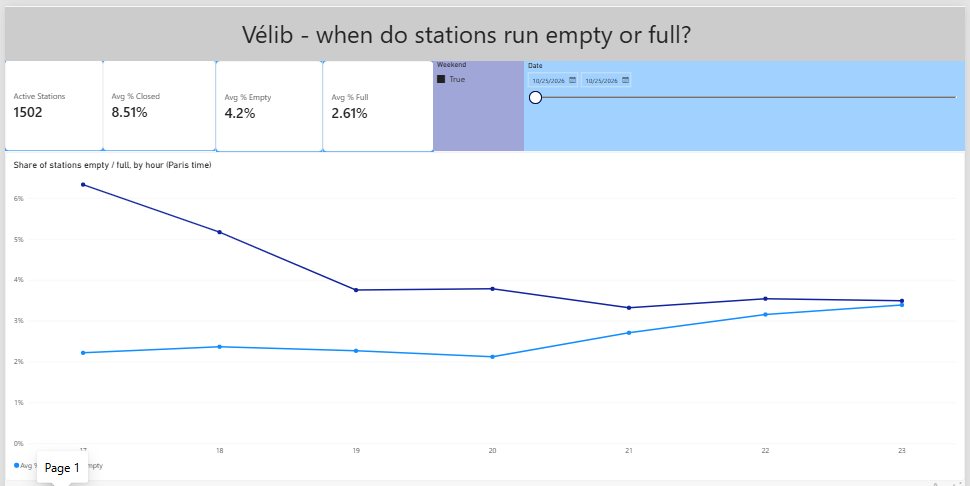 Vélib - when do stations run empty or full?
Active Stations
1502
Avg % Closed
8.51%
Avg % Empty
4.2%
Avg % Full
2.61%
Weekend
True
Date
10/25/2026 10/25/2026
Share of stations empty / full, by hour (Paris time)
6%
5%
4%
3%
2%
1%
0%
17 18 19 20 21 22 23
Avg % mpty
Page 1